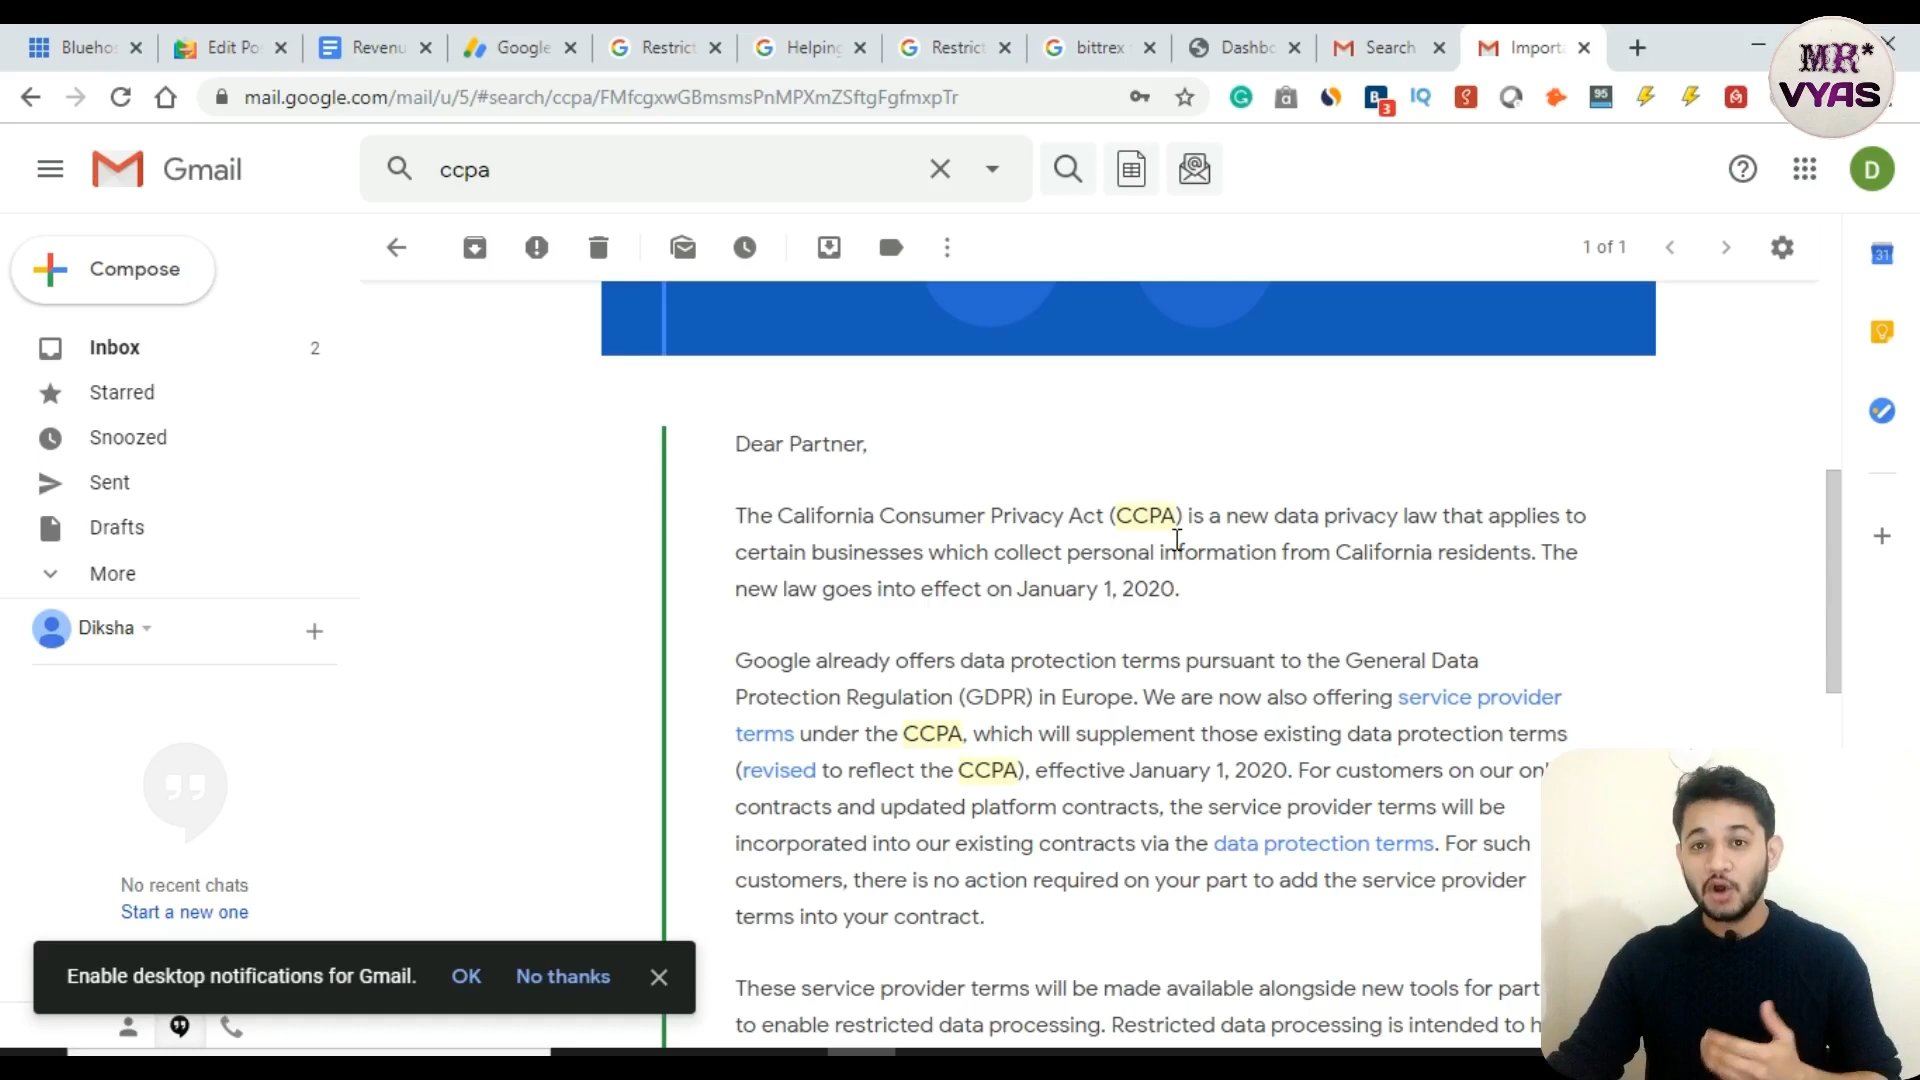 Bluehos
Edit Po
Revenu
Google
Restrict
Helping
Restrict
bittrex
Dashbo
Search
Importa
MR*
VYAS
mail.google.com/mail/u/5/#search/ccpa/FMfcgxwGBmsmsPnMPXmZSftgFgfmxpTr
B
3
IQ
95
Gmail
ccpa
D
1 of 1
31
Compose
Inbox
2
Starred
Snoozed
Sent
Drafts
More
Diksha
No recent chats
Start a new one
Enable desktop notifications for Gmail.
OK
No thanks
Dear Partner,
The California Consumer Privacy Act (CCPA) is a new data privacy law that applies to
certain businesses which collect personal information from California residents. The
new law goes into effect on January 1, 2020.
Google already offers data protection terms pursuant to the General Data
Protection Regulation (GDPR) in Europe. We are now also offering service provider
terms under the CCPA, which will supplement those existing data protection terms
(revised to reflect the CCPA), effective January 1, 2020. For customers on our onl
contracts and updated platform contracts, the service provider terms will be
incorporated into our existing contracts via the data protection terms. For such
customers, there is no action required on your part to add the service provider
terms into your contract.
These service provider terms will be made available alongside new tools for part
to enable restricted data processing. Restricted data processing is intended to h